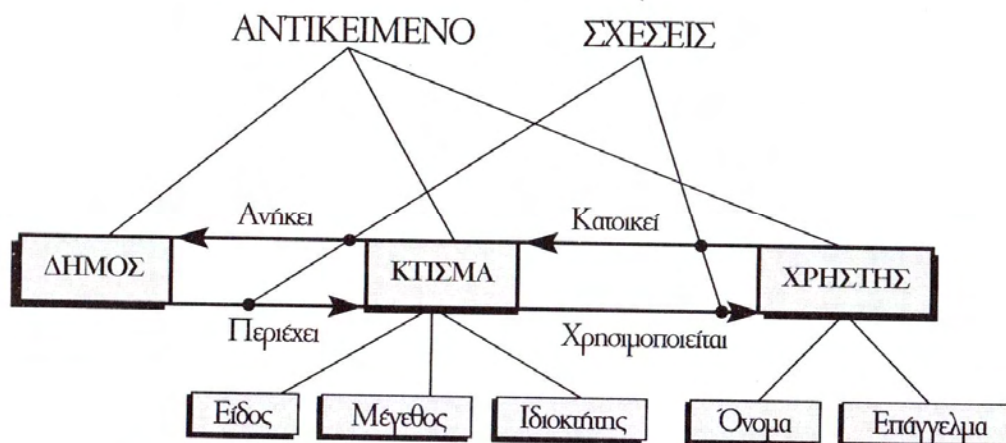 ΑΝΤΙΚΕΙΜΕΝΟ ΣΧΕΣΕΙΣ
Ανήκει Κατοικεί
ΔΗΜΟΣ ΚΤΙΣΜΑ ΧΡΗΣΤΗΣ
Περιέχει Χρησιμοποιείται
Είδος Μέγεθος Ιδιοκτήτης Όνομα Επάγγελμα